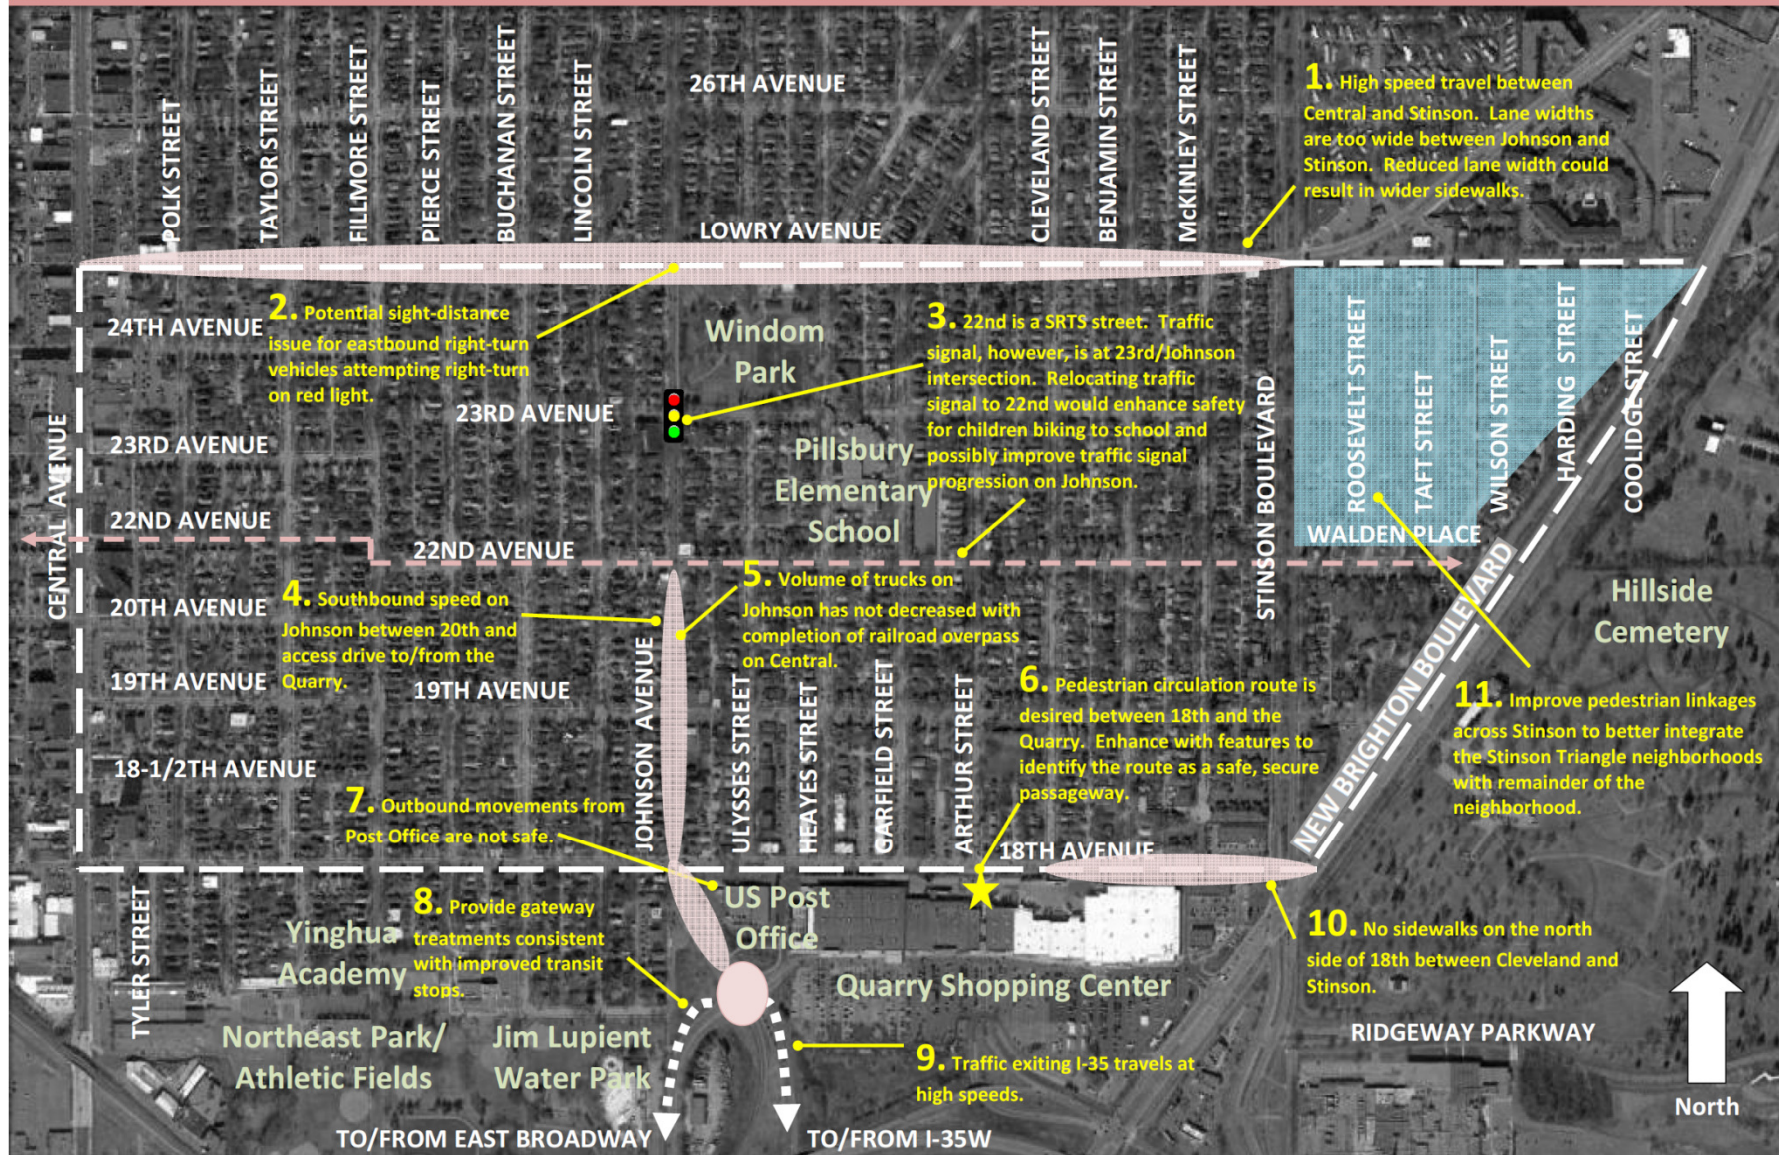 POLK STREET
TAYLOR STREET
FILLMORE STREET
PIERCE STREET
BUCHANAN STREET
LINCOLN STREET
26TH AVENUE
CLEVELAND STREET
BENJAMIN STREET
McKINLEY STREET
1. High speed travel between
Central and Stinson. Lane widths
are too wide between Johnson and
Stinson. Reduced lane width could
result in wider sidewalks.
LOWRY AVENUE
24TH AVENUE
2. Potential sight-distance
issue for eastbound right-turn
vehicles attempting right-turn
on red light.
Windom
Park
3. 22nd is a SRTS street. Traffic
signal, however, is at 23rd/Johnson
intersection. Relocating traffic
signal to 22nd would enhance safety
for children biking to school and
possibly improve traffic signal
progression on Johnson.
23RD AVENUE
23RD AVENUE
Pillsbury
Elementary
School
CENTRAL AVENUE
STINSON BOULEVARD
ROOSEVELT STREET
TAFT STREET
WILSON STREET
HARDING STREET
COOLIDGE STREET
22ND AVENUE
22ND AVENUE
WALDEN PLACE
20TH AVENUE
4. Southbound speed on
Johnson between 20th and
access drive to/from the
Quarry.
5. Volume of trucks on
Johnson has not decreased with
completion of railroad overpass
on Central.
Hillside
Cemetery
19TH AVENUE
19TH AVENUE
JOHNSON AVENUE
ULYSSES STREET
HEAYES STREET
GARFIELD STREET
ARTHUR STREET
6. Pedestrian circulation route is
desired between 18th and the
Quarry. Enhance with features to
identify the route as a safe, secure
passageway.
NEW BRIGHTON BOULEVARD
11. Improve pedestrian linkages
across Stinson to better integrate
the Stinson Triangle neighborhoods
with remainder of the
neighborhood.
18-1/2TH AVENUE
7. Outbound movements from
Post Office are not safe.
18TH AVENUE
TYLER STREET
Yinghua
Academy
8. Provide gateway
treatments consistent
with improved transit
stops.
US Post
Office
10. No sidewalks on the north
side of 18th between Cleveland and
Stinson.
Quarry Shopping Center
Northeast Park/
Athletic Fields
Jim Lupient
Water Park
9. Traffic exiting I-35 travels at
high speeds.
RIDGEWAY PARKWAY
North
TO/FROM EAST BROADWAY
TO/FROM I-35W